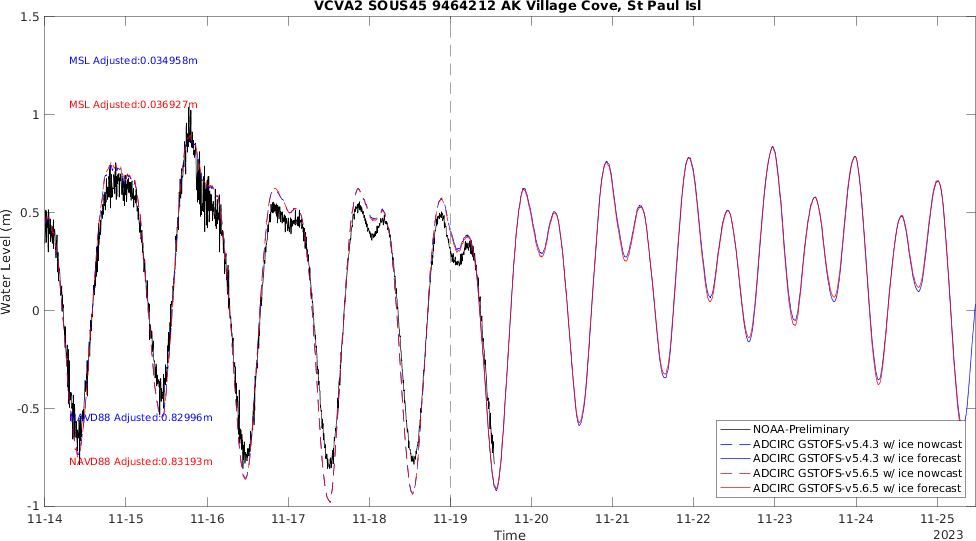 VCVA2 SOUS45 9464212 AK Village Cove, St Paul Isl
1.5
1
0.5
0
-0.5
-1
Water Level (m)
MSL Adjusted:0.034958m
MSL Adjusted:0.036927m
NAVD88 Adjusted:0.82996m
NAVD88 Adjusted:0.83193m
NOAA-Preliminary
ADCIRC GSTOFS-v5.4.3 w/ ice nowcast
ADCIRC GSTOFS-v5.4.3 w/ ice forecast
ADCIRC GSTOFS-v5.6.5 w/ ice nowcast
ADCIRC GSTOFS-v5.6.5 w/ ice forecast
11-14 11-15 11-16 11-17 11-18 11-19 11-20 11-21 11-22 11-23 11-24 11-25
Time
2023